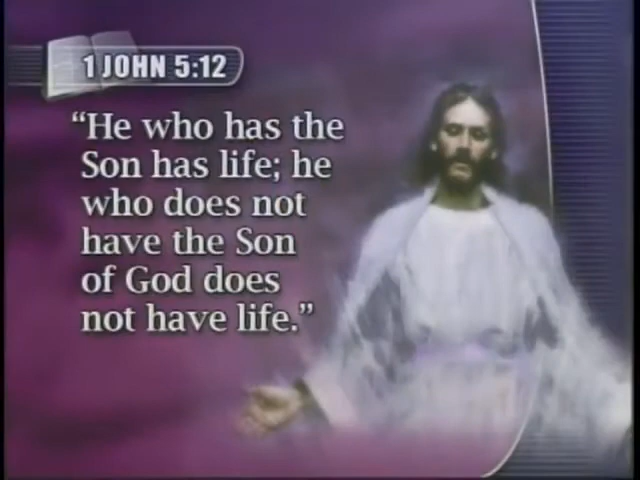 1 JOHN 5:12
“He who has the
Son has life; he
who does not
have the Son
of God does
not have life.”